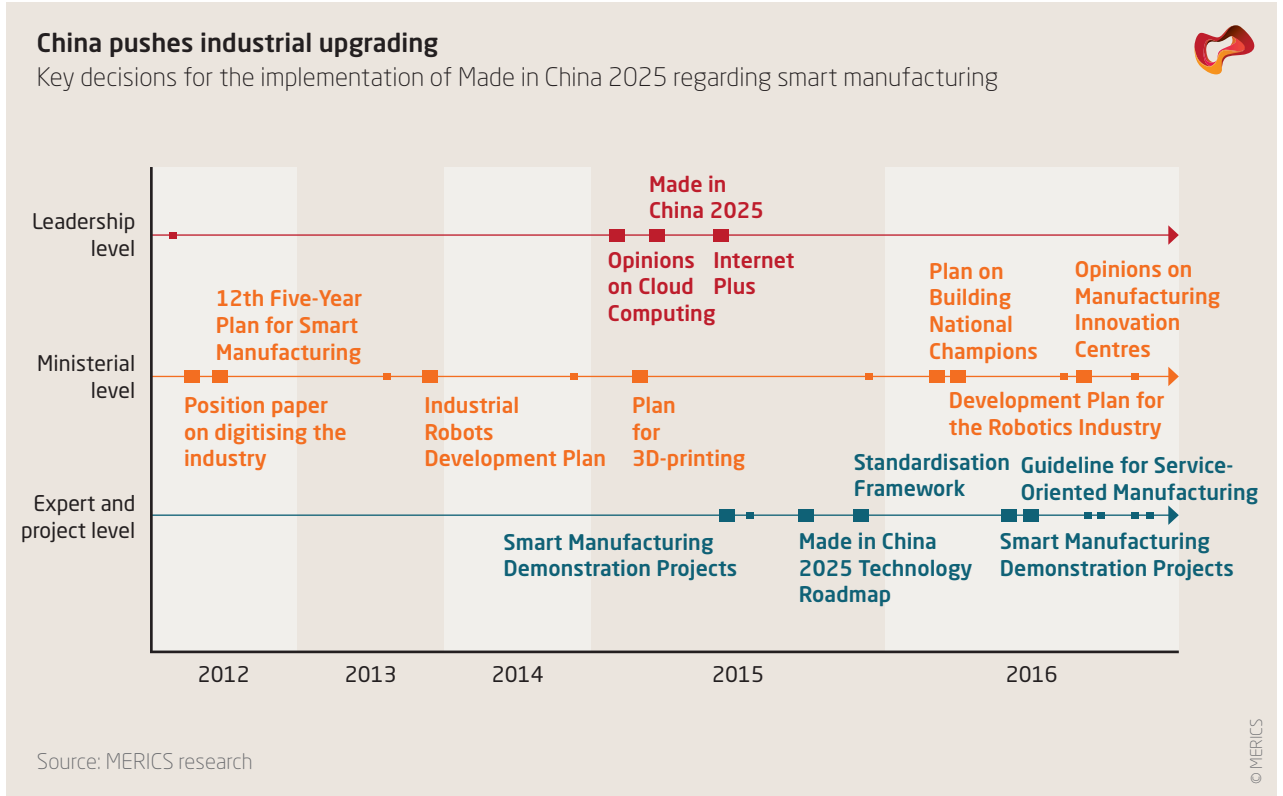 China pushes industrial upgrading
Key decisions for the implementation of Made in China 2025 regarding smart manufacturing
Leadership
level
Made in
China 2025
Opinions
on Cloud
Computing
Internet
Plus
Ministerial
level
12th Five-Year
Plan for Smart
Manufacturing
Plan on
Building
National
Champions
Opinions on
Manufacturing
Innovation
Centres
Position paper
on digitising the
industry
Industrial
Robots
Development Plan
Plan
for
3D-printing
Development Plan for
the Robotics Industry
Expert and
project level
Standardisation
Framework
Guideline for Service-
Oriented Manufacturing
Smart Manufacturing
Demonstration Projects
Made in China
2025 Technology
Roadmap
Smart Manufacturing
Demonstration Projects
2012
2013
2014
2015
2016
Source: MERICS research
© MERICS